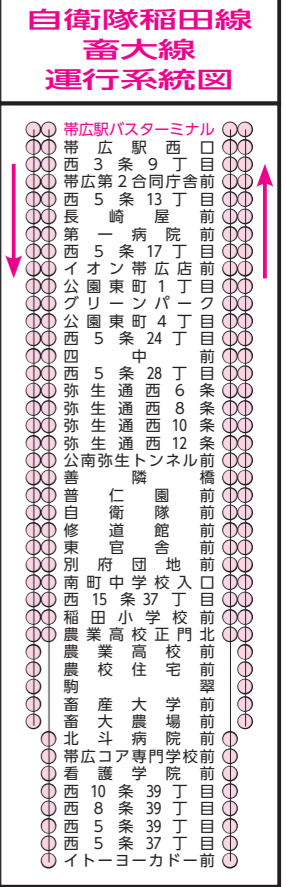 自衛隊稲田線
畜大線
運行系統図
帯広駅バスターミナル
帯広駅西口
西3条9丁目
帯広第2合同庁舎前
西5条13丁目
長崎屋前
第一病院前
西5条17丁目
イオン帯広店前
公園東町1丁目
グリーンパーク
公園東町4丁目
西5条24丁目
四中前
西5条28丁目
弥生通西6条
弥生通西8条
弥生通西10条
弥生通西12条
公南弥生トンネル前
善隣橋
普仁園前
自衛隊前
修道館前
東官舎前
別府団地前
南町中学校入口
西15条37丁目
稲田小学校前
農業高校正門北
農業高校前
農校住宅前
駒翠
畜産大学前
畜大農場前
北斗病院前
帯広コア専門学校前
看護学院前
西10条39丁目
西8条39丁目
西5条39丁目
西5条37丁目
イトーヨーカドー前